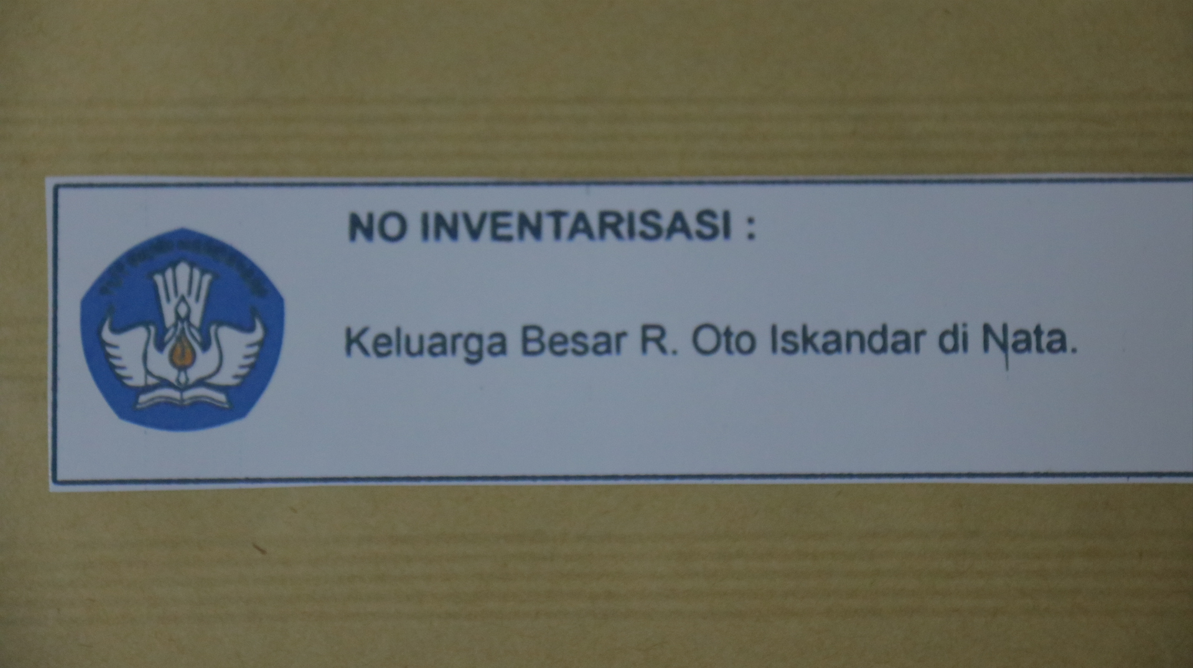 NO INVENTARISASI :
Keluarga Besar R. Oto Iskandar di Nata.